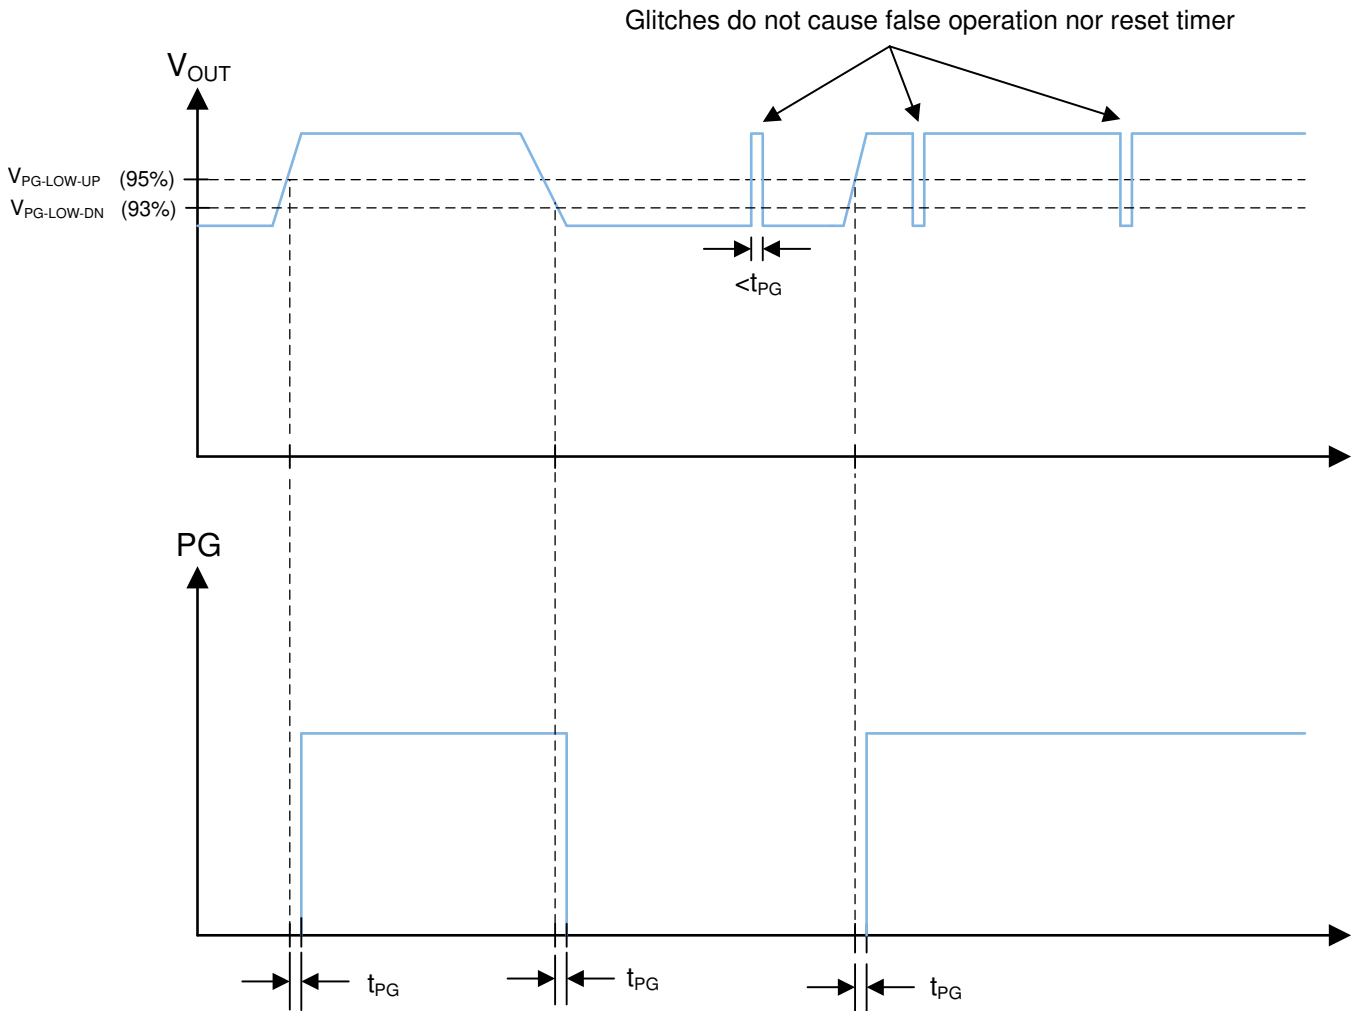 Glitches do not cause false operation nor reset timer
VOUT
VPG-LOW-UP (95%)
VPG-LOW-DN (93%)
<tPG
PG
tPG
tPG
tPG